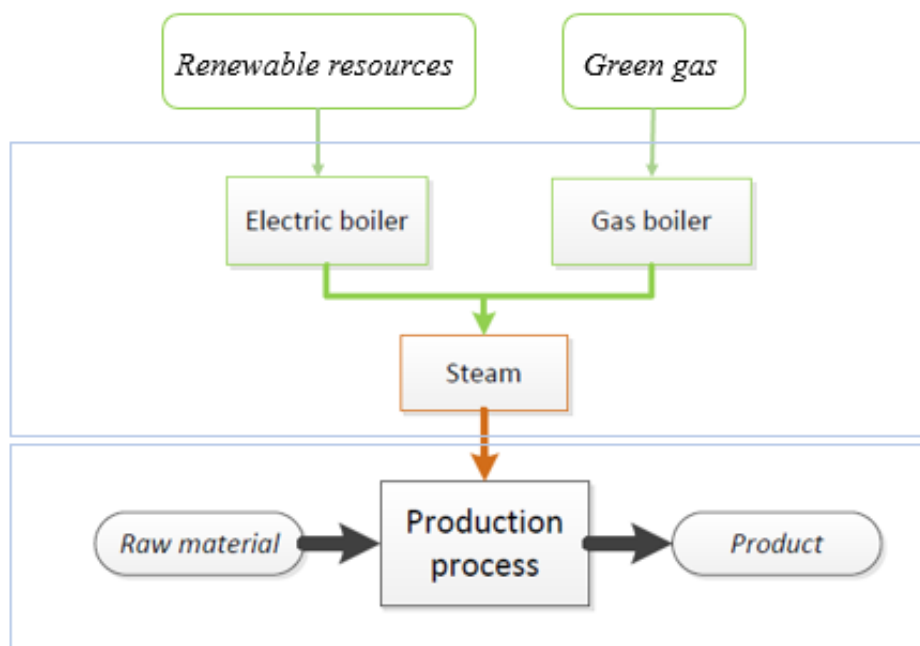 Renewable resources
Green gas
Electric boiler
Gas boiler
Steam
Raw material
Production
process
Product